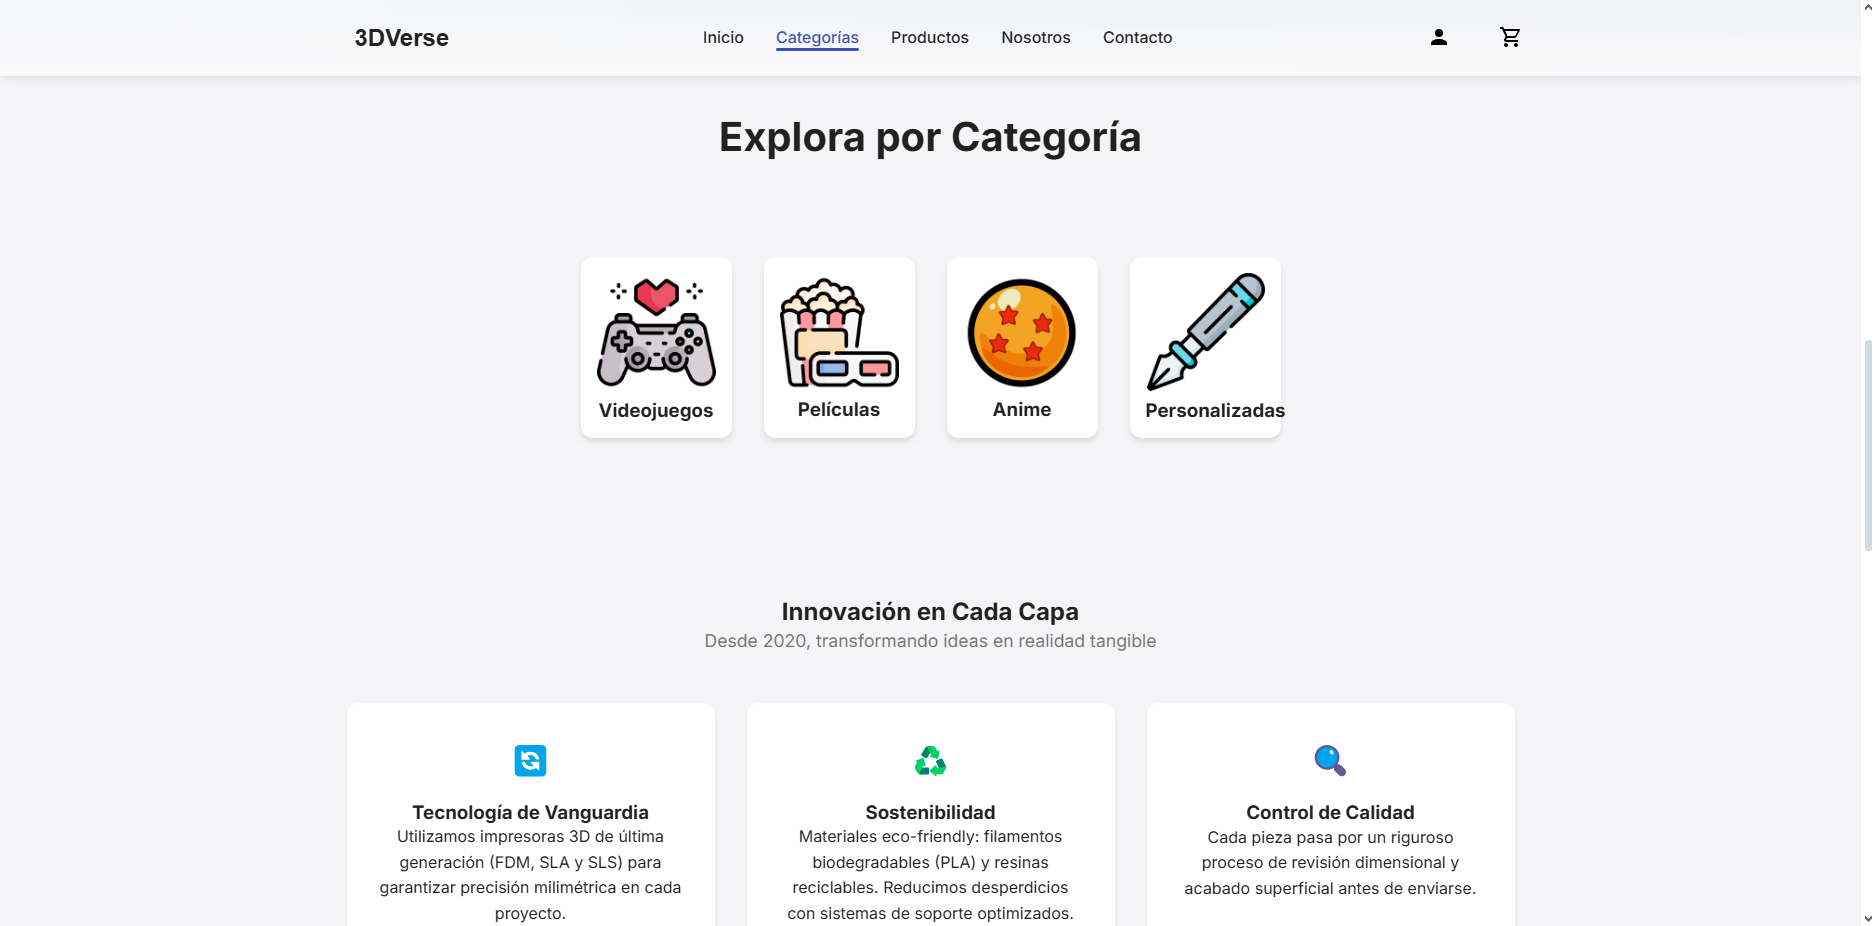 3DVerse
Inicio
Categorías
Productos
Nosotros
Contacto
Explora por Categoría
Videojuegos
Películas
Anime
Personalizadas
Innovación en Cada Capa
Desde 2020, transformando ideas en realidad tangible
Tecnología de Vanguardia
Utilizamos impresoras 3D de última
generación (FDM, SLA y SLS) para
garantizar precisión milimétrica en cada
proyecto.
Sostenibilidad
Materiales eco-friendly: filamentos
biodegradables (PLA) y resinas
reciclables. Reducimos desperdicios
con sistemas de soporte optimizados.
Control de Calidad
Cada pieza pasa por un riguroso
proceso de revisión dimensional y
acabado superficial antes de enviarse.